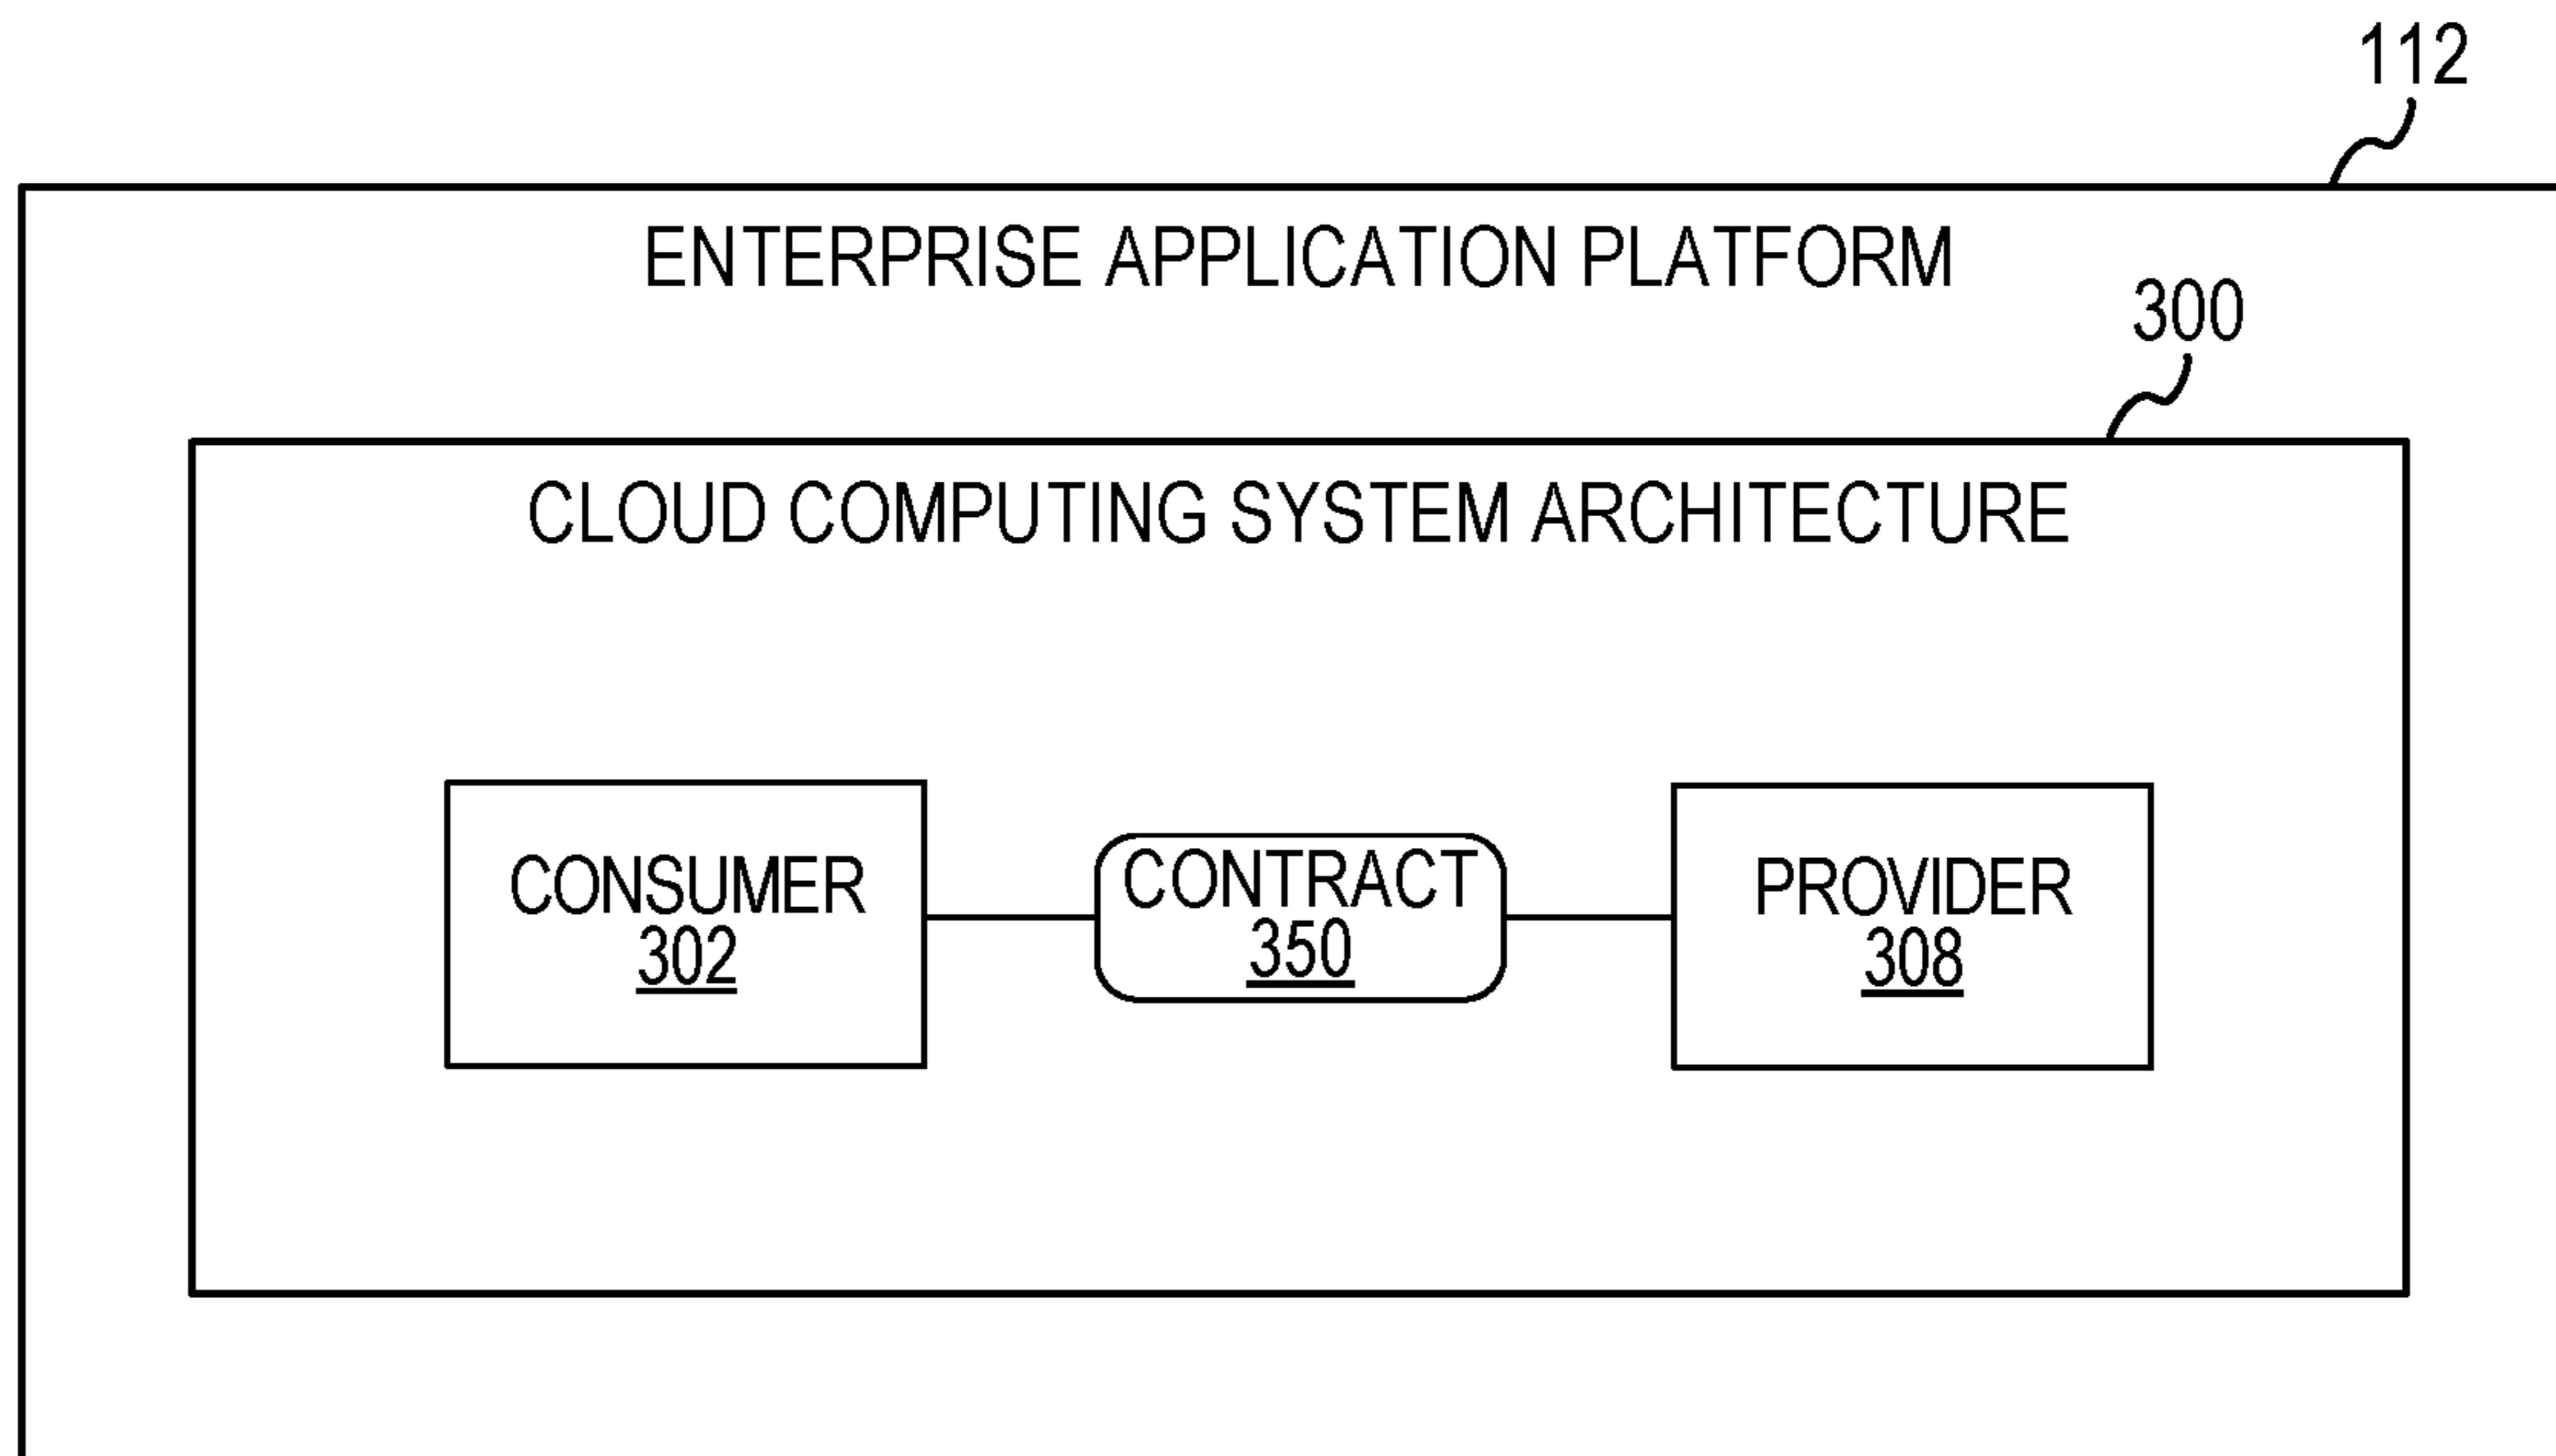 112
ENTERPRISE APPLICATION PLATFORM
300
CLOUD COMPUTING SYSTEM ARCHITECTURE
CONSUMER
302
CONTRACT
350
PROVIDER
308